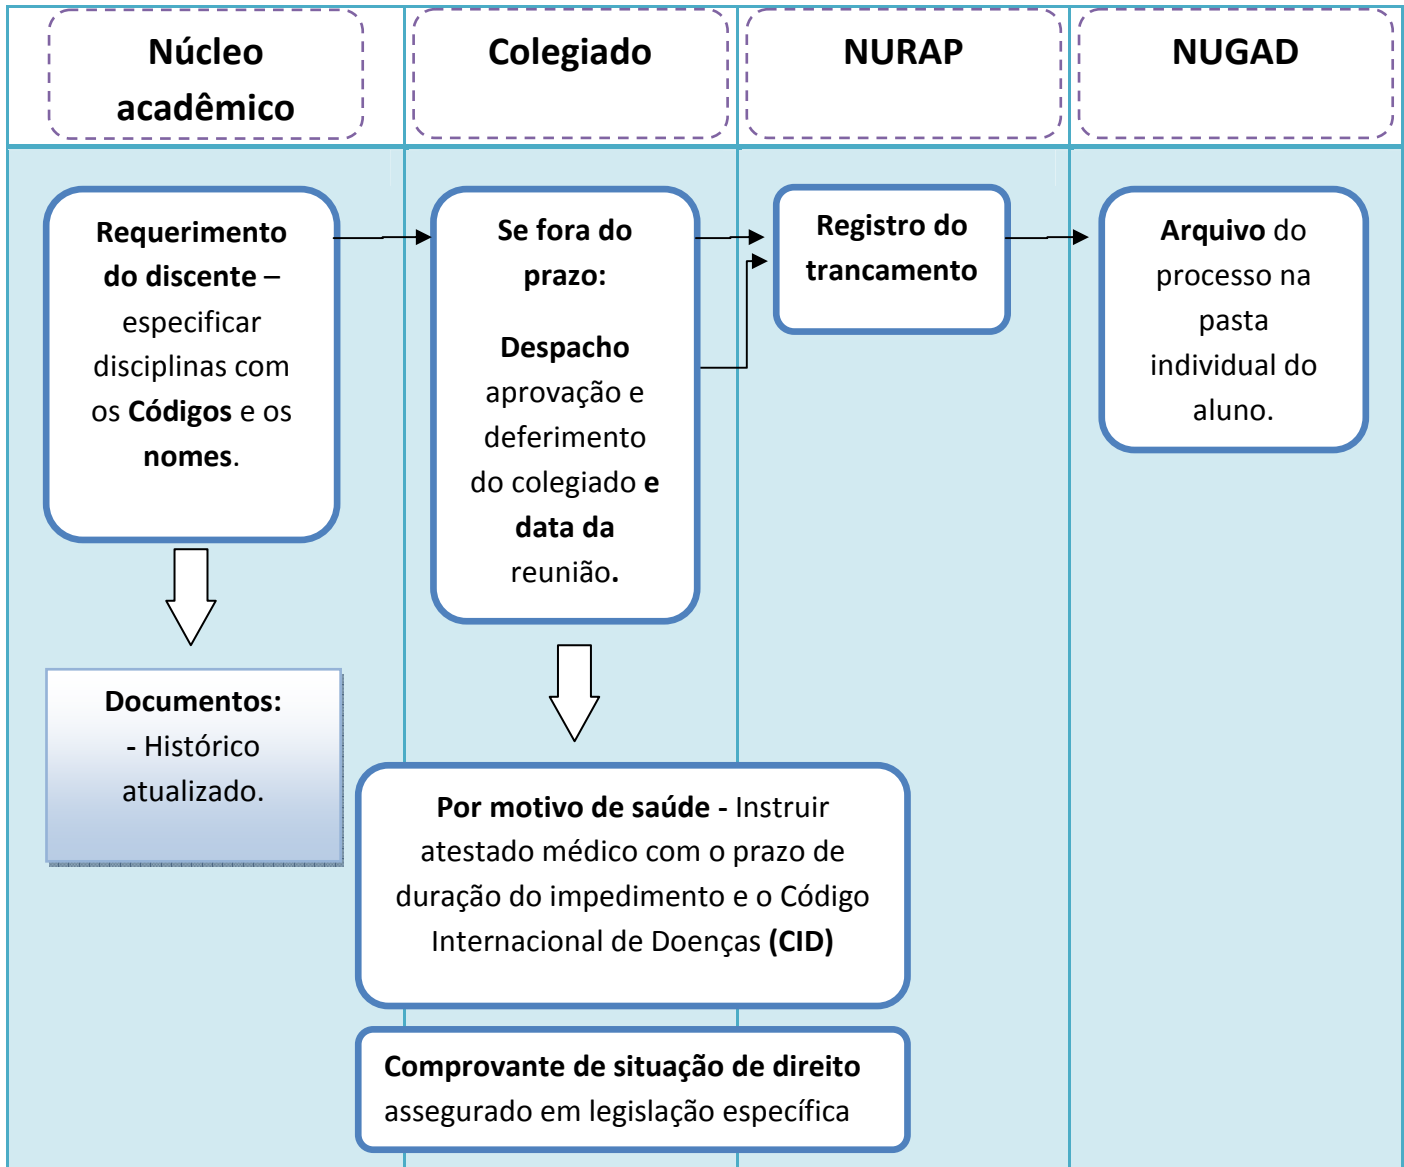 Núcleo
acadêmico
Colegiado
NURAP
NUGAD
Requerimento
do discente –
especificar
disciplinas com
os Códigos e os
nomes.
Documentos:
- Histórico
atualizado.
Se fora do
prazo:
Despacho
aprovação e
deferimento
do colegiado e
data da
reunião.
Por motivo de saúde - Instruir
atestado médico com o prazo de
duração do impedimento e o Código
Internacional de Doenças (CID)
Comprovante de situação de direito
assegurado em legislação específica
Registro do
trancamento
Arquivo do
processo na
pasta
individual do
aluno.